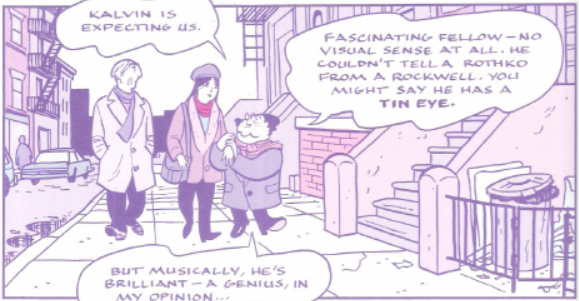 KALVIN IS
EXPECTING US.
FASCINATING FELLOW—NO
VISUAL SENSE AT ALL. HE
COULDN'T TELL A ROTHKO
FROM A ROCKWELL. YOU
MIGHT SAY HE HAS A
TIN EYE.
BUT MUSICALLY, HE'S
BRILLIANT — A GENIUS, IN
MY OPINION...